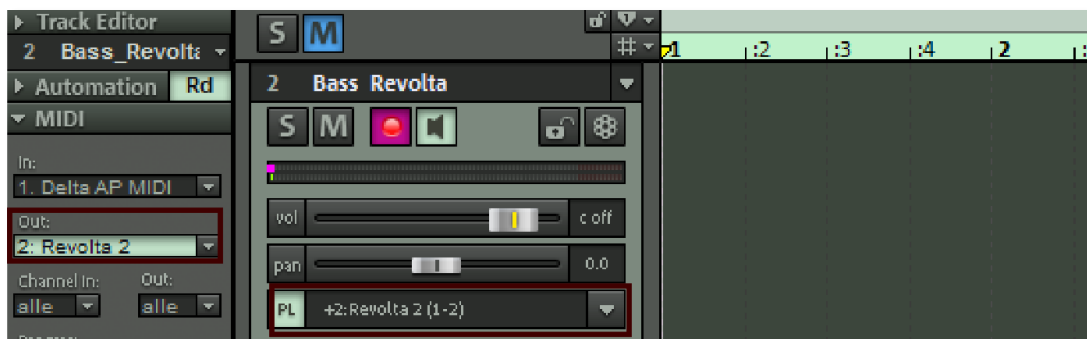 Track Editor
2 Bass_Revolta
Automation Rd
MIDI
In:
1. Delta AP MIDI
Out:
2: Revolta 2
Channel In: Out:
alle alle
S M
2 Bass Revolta
S M
vol c off
pan 0.0
PL +2:Revolta 2 (1-2)
1 :2 :3 :4 2